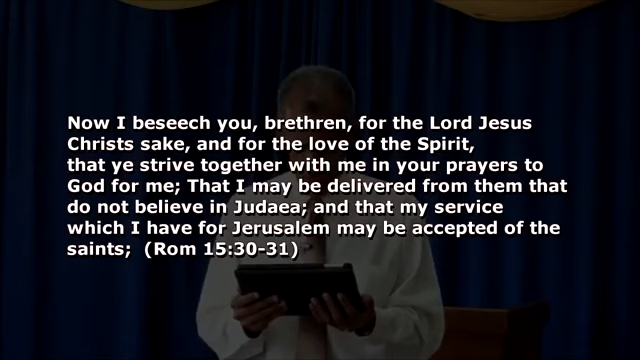 Now I beseech you, brethren, for the Lord Jesus
Christs sake, and for the love of the Spirit,
that ye strive together with me in your prayers to
God for me; That I may be delivered from them that
do not believe in Judaea; and that my service
which I have for Jerusalem may be accepted of the
saints;  (Rom 15:30-31)